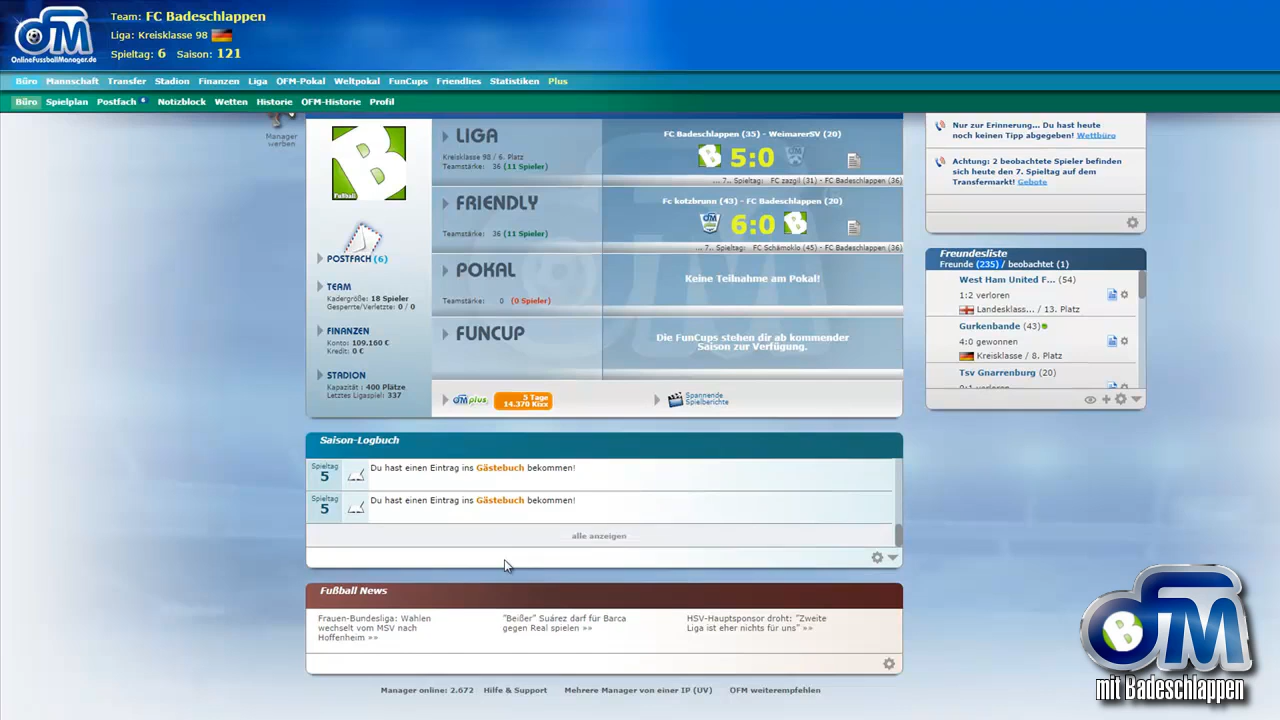 OFM
OnlineFussballManager.de
Team: FC Badeschlappen
Liga: Kreisklasse 98
Spieltag: 6 Saison: 121
Büro Mannschaft Transfer Stadion Finanzen Liga OFM-Pokal Weltpokal FunCups Friendlies Statistiken Plus
Büro Spielplan Postfach 6 Notizblock Wetten Historie OFM-Historie Profil
Manager
werben
B
Fußball
POSTFACH (6)
TEAM
Kadergröße: 18 Spieler
Gesperrte/Verletzte: 0 / 0
FINANZEN
Konto: 109.160 €
Kredit: 0 €
STADION
Kapazität : 400 Plätze
Letztes Ligaspiel: 337
LIGA
Kreisklasse 98 / 6. Platz
Teamstärke: 36 (11 Spieler)
FC Badeschlappen (35) - WeimarerSV (20)
5:0
... 7.. Spieltag: FC zazgil (31) - FC Badeschlappen (36)
FRIENDLY
Teamstärke: 36 (11 Spieler)
Fc kotzbrunn (43) - FC Badeschlappen (20)
6:0
... 7.. Spieltag: FC Schämoklo (45) - FC Badeschlappen (36)
POKAL
Teamstärke: 0 (0 Spieler)
Keine Teilnahme am Pokal!
FUNCUP
Die FunCups stehen dir ab kommender
Saison zur Verfügung.
OFM plus
5 Tage
14.370 Kixx
Spannende
Spielberichte
Nur zur Erinnerung... Du hast heute
noch keinen Tipp abgegeben! Wettbüro
Achtung: 2 beobachtete Spieler befinden
sich heute den 7. Spieltag auf dem
Transfermarkt! Gebote
Freundesliste
Freunde (235) / beobachtet (1)
West Ham United F... (54)
1:2 verloren
Landesklass... / 13. Platz
Gurkenbande (43)
4:0 gewonnen
Kreisklasse / 8. Platz
Tsv Gnarrenburg (20)
0:1 verloren
Saison-Logbuch
Spieltag
5
Du hast einen Eintrag ins Gästebuch bekommen!
Spieltag
5
Du hast einen Eintrag ins Gästebuch bekommen!
alle anzeigen
Fußball News
Frauen-Bundesliga: Wahlen
wechselt vom MSV nach
Hoffenheim »»
"Beißer" Suárez darf für Barca
gegen Real spielen »»
HSV-Hauptsponsor droht: "Zweite
Liga ist eher nichts für uns" »»
Manager online: 2.672 Hilfe & Support Mehrere Manager von einer IP (UV) OFM weiterempfehlen
OFM
mit Badeschlappen